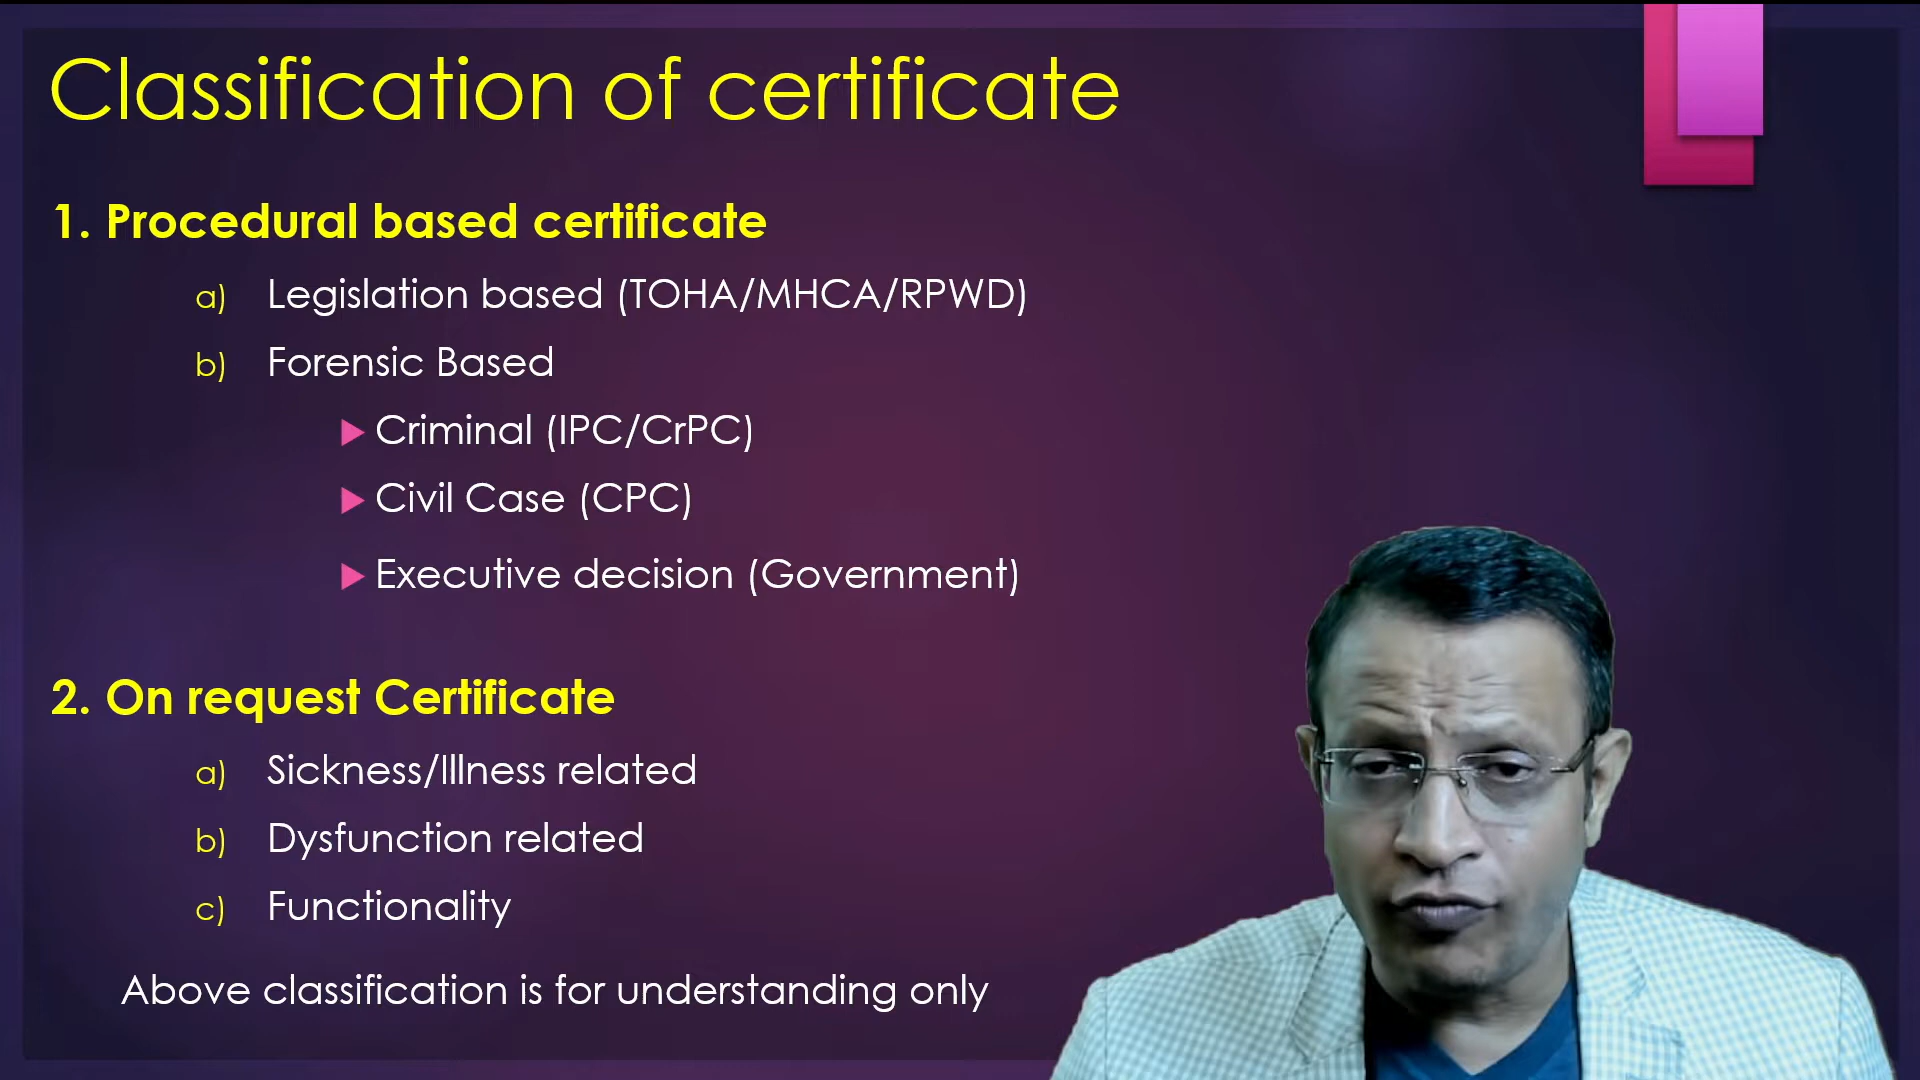 Classification of certificate
1. Procedural based certificate
a) Legislation based (TOHA/MHCA/RPWD)
b) Forensic Based
Criminal (IPC/CrPC)
Civil Case (CPC)
Executive decision (Government)
2. On request Certificate
a) Sickness/Illness related
b) Dysfunction related
c) Functionality
Above classification is for understanding only